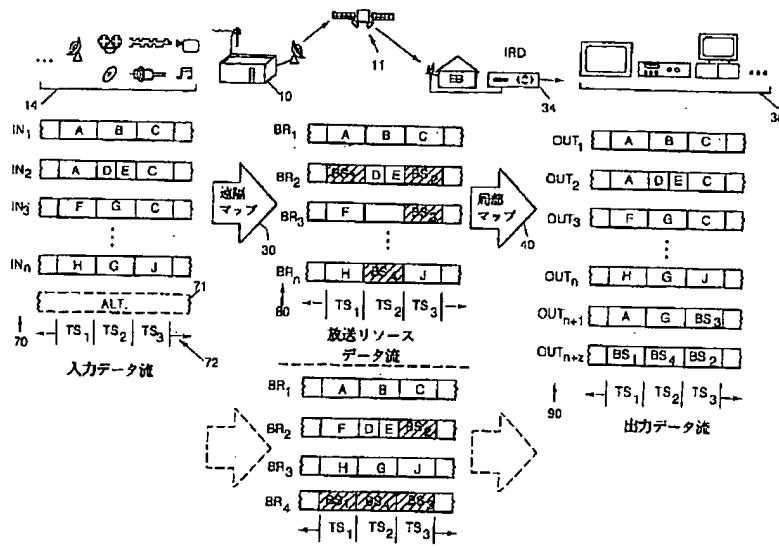 IRD
EB
14
10
11
34
38
IN1 A B C
IN2 A D E C
IN3 F G C
INn H G J
ALT.
71
70
TS1 TS2 TS3
72
入力データ流
遠隔
マップ
30
BR1 A B C
BR2 BS1 D E BS2
BR3 F BS3
BRn H BS4 J
80
TS1 TS2 TS3
放送リソース
データ流
BR1 A B C
BR2 F D E BS2
BR3 H G J
BR4 BS1 BS4 BS3
TS1 TS2 TS3
局部
マップ
40
OUT1 A B C
OUT2 A D E C
OUT3 F G C
OUTn H G J
OUTn+1 A G BS3
OUTn+z BS1 BS4 BS2
TS1 TS2 TS3
90
出力データ流